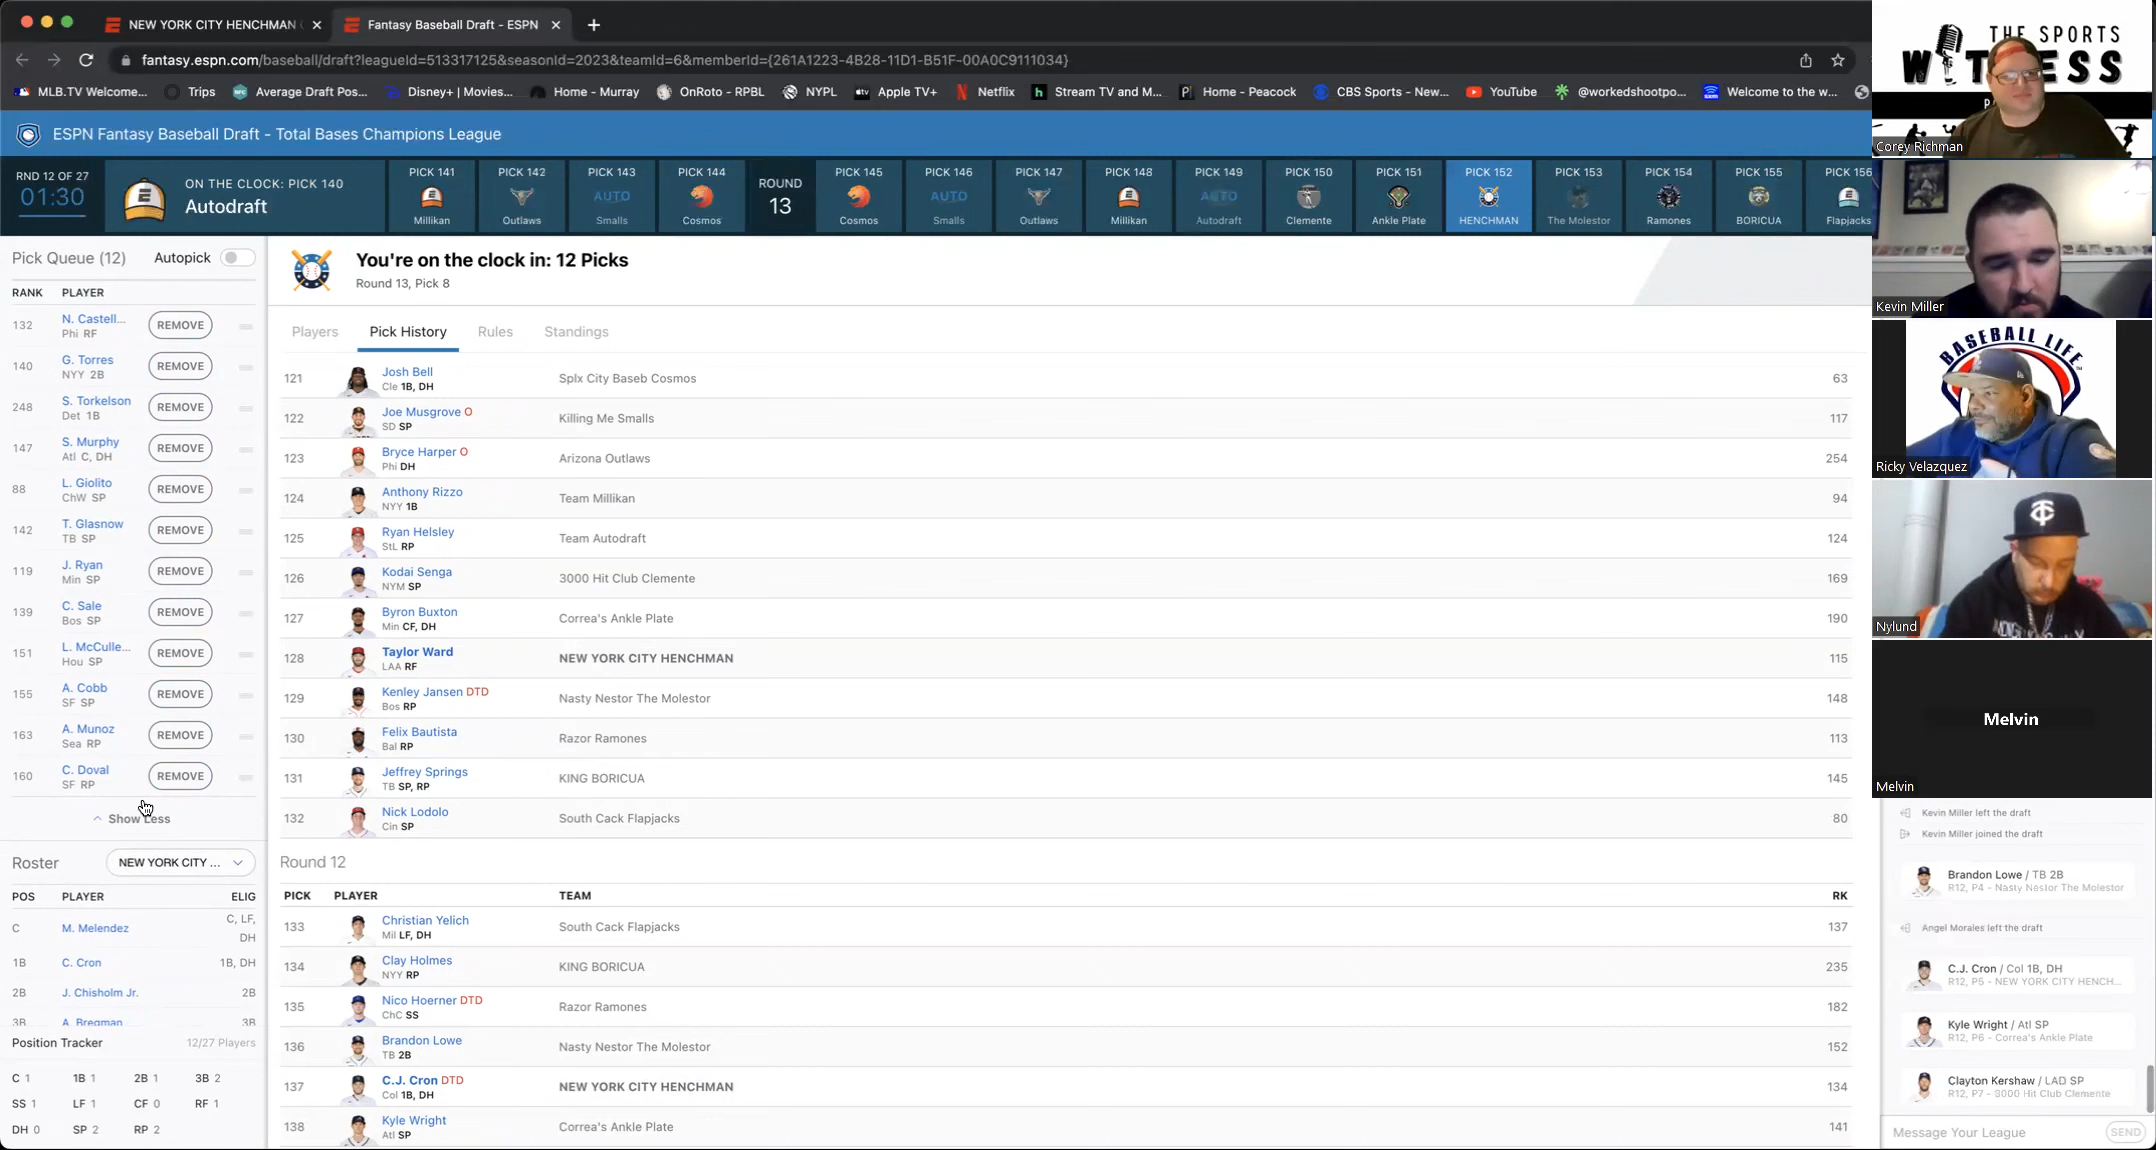 NEW YORK CITY HENCHMAN
Fantasy Baseball Draft - ESPN
fantasy.espn.com/baseball/draft?leagueId=513317125&seasonId=2023&teamId=6&memberId={261A1223-4B28-11D1-B51F-00A0C9111034}
MLB.TV Welcome... Trips Average Draft Pos... Disney+ | Movies... Home - Murray OnRoto - RPBL NYPL Apple TV+ Netflix Stream TV and M... Home - Peacock CBS Sports - New... YouTube @workedshootpo... Welcome to the w...
ESPN Fantasy Baseball Draft - Total Bases Champions League
RND 12 OF 27
01:30
ON THE CLOCK: PICK 140
Autodraft
PICK 141
Millikan
PICK 142
Outlaws
PICK 143
AUTO
Smalls
PICK 144
Cosmos
ROUND
13
PICK 145
Cosmos
PICK 146
AUTO
Smalls
PICK 147
Outlaws
PICK 148
Millikan
PICK 149
AUTO
Autodraft
PICK 150
Clemente
PICK 151
Ankle Plate
PICK 152
HENCHMAN
PICK 153
The Molestor
PICK 154
Ramones
PICK 155
BORICUA
PICK 156
Flapjacks
Pick Queue (12) Autopick
RANK PLAYER
132 N. Castell... REMOVE
Phi RF
140 G. Torres REMOVE
NYY 2B
248 S. Torkelson REMOVE
Det 1B
147 S. Murphy REMOVE
Atl C, DH
88 L. Giolito REMOVE
ChW SP
142 T. Glasnow REMOVE
TB SP
119 J. Ryan REMOVE
Min SP
139 C. Sale REMOVE
Bos SP
151 L. McCulle... REMOVE
Hou SP
155 A. Cobb REMOVE
SF SP
163 A. Munoz REMOVE
Sea RP
160 C. Doval REMOVE
SF RP
Show Less
Roster NEW YORK CITY ...
POS PLAYER ELIG
C M. Melendez C, LF, DH
1B C. Cron 1B, DH
2B J. Chisholm Jr. 2B
3B A. Bregman 3B
Position Tracker 12/27 Players
C 1 1B 1 2B 1 3B 2
SS 1 LF 1 CF 0 RF 1
DH 0 SP 2 RP 2
You're on the clock in: 12 Picks
Round 13, Pick 8
Players Pick History Rules Standings
121 Josh Bell Splx City Baseb Cosmos 63
Cle 1B, DH
122 Joe Musgrove O Killing Me Smalls 117
SD SP
123 Bryce Harper O Arizona Outlaws 254
Phi DH
124 Anthony Rizzo Team Millikan 94
NYY 1B
125 Ryan Helsley Team Autodraft 124
StL RP
126 Kodai Senga 3000 Hit Club Clemente 169
NYM SP
127 Byron Buxton Correa's Ankle Plate 190
Min CF, DH
128 Taylor Ward NEW YORK CITY HENCHMAN 115
LAA RF
129 Kenley Jansen DTD Nasty Nestor The Molestor 148
Bos RP
130 Felix Bautista Razor Ramones 113
Bal RP
131 Jeffrey Springs KING BORICUA 145
TB SP, RP
132 Nick Lodolo South Cack Flapjacks 80
Cin SP
Round 12
PICK PLAYER TEAM RK
133 Christian Yelich South Cack Flapjacks 137
Mil LF, DH
134 Clay Holmes KING BORICUA 235
NYY RP
135 Nico Hoerner DTD Razor Ramones 182
ChC SS
136 Brandon Lowe Nasty Nestor The Molestor 152
TB 2B
137 C.J. Cron DTD NEW YORK CITY HENCHMAN 134
Col 1B, DH
138 Kyle Wright Correa's Ankle Plate 141
Atl SP
THE SPORTS
WITNESS
Corey Richman
Kevin Miller
BASEBALL LIFE
Ricky Velazquez
TC
Nylund
Melvin
Melvin
Kevin Miller left the draft
Kevin Miller joined the draft
Brandon Lowe / TB 2B
R12, P4 - Nasty Nestor The Molestor
Angel Morales left the draft
C.J. Cron / Col 1B, DH
R12, P5 - NEW YORK CITY HENCH...
Kyle Wright / Atl SP
R12, P6 - Correa's Ankle Plate
Clayton Kershaw / LAD SP
R12, P7 - 3000 Hit Club Clemente
Message Your League SEND